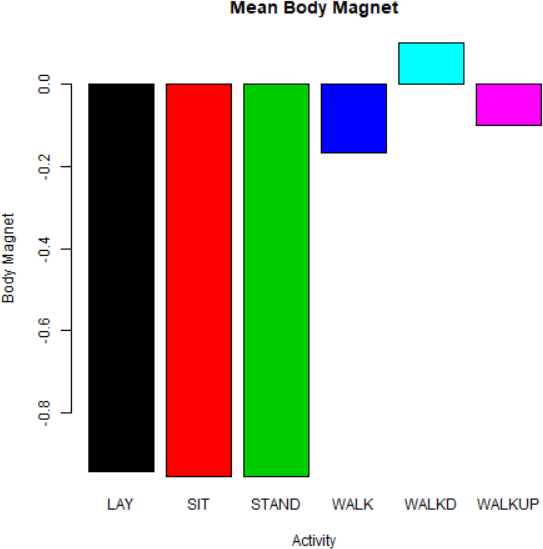 Mean Body Magnet
Body Magnet
0.0
-0.2
-0.4
-0.6
-0.8
LAY SIT STAND WALK WALKD WALKUP
Activity